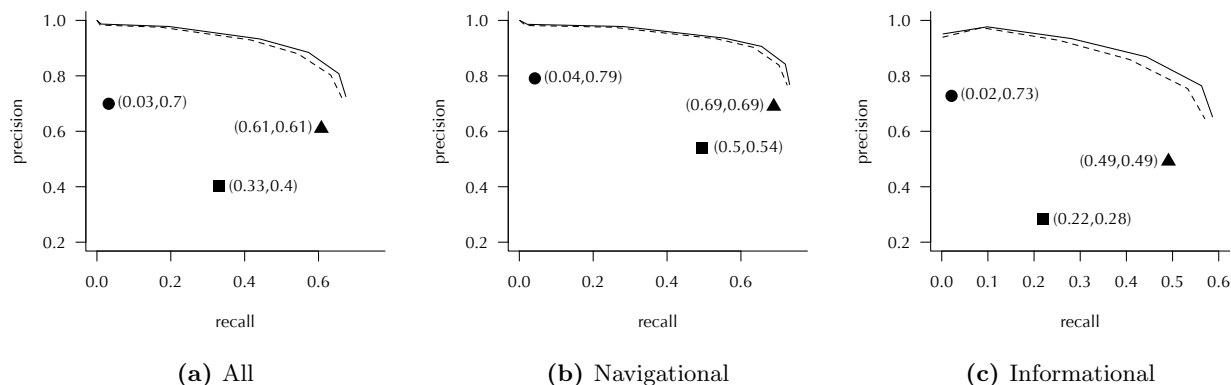 1.0
0.8
0.6
0.4
0.2
precision
(0.03,0.7)
(0.61,0.61)
(0.33,0.4)
0.0 0.2 0.4 0.6
recall
(a) All
1.0
0.8
0.6
0.4
0.2
precision
(0.04,0.79)
(0.69,0.69)
(0.5,0.54)
0.0 0.2 0.4 0.6
recall
(b) Navigational
1.0
0.8
0.6
0.4
0.2
precision
(0.02,0.73)
(0.49,0.49)
(0.22,0.28)
0.0 0.1 0.2 0.3 0.4 0.5 0.6
recall
(c) Informational